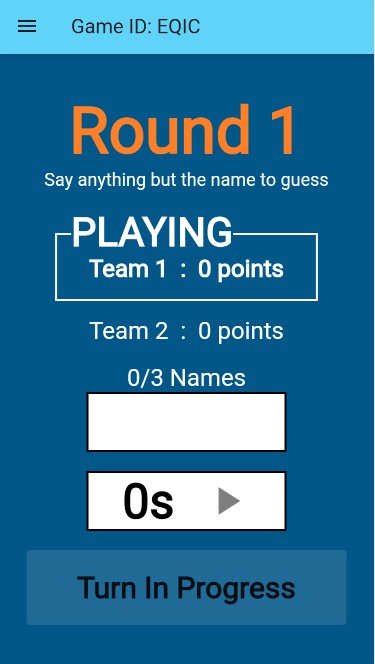 Game ID: EQIC
Round 1
Say anything but the name to guess
PLAYING
Team 1 : 0 points
Team 2 : 0 points
0/3 Names
0s
Turn In Progress